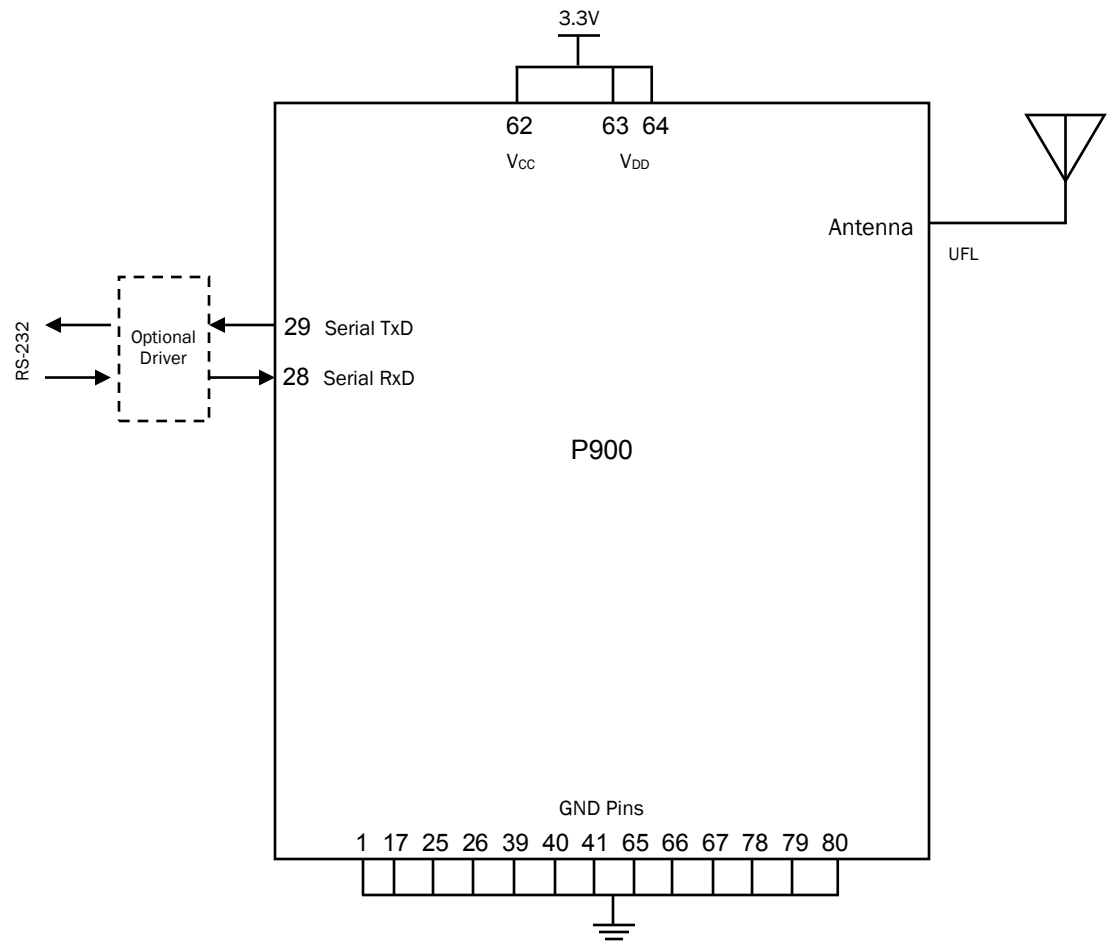 3.3V
62 63 64
VCC VDD
Antenna
UFL
RS-232
Optional
Driver
29 Serial TxD
28 Serial RxD
P900
GND Pins
1 17 25 26 39 40 41 65 66 67 78 79 80